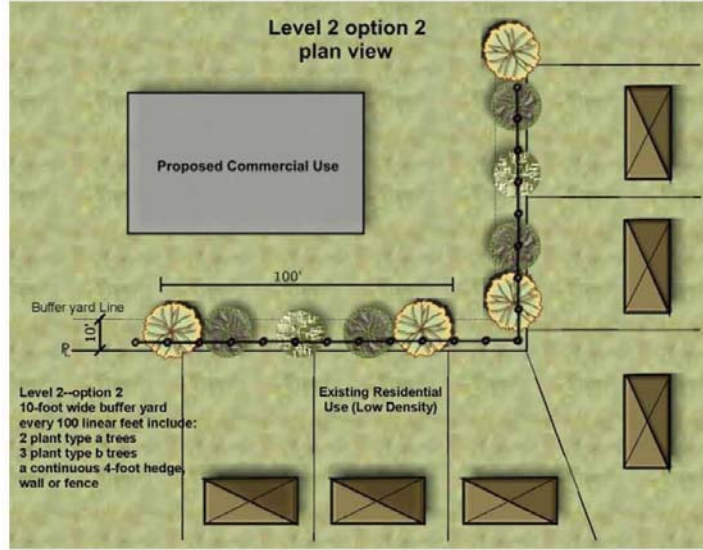 Level 2 option 2
plan view
Proposed Commercial Use
100'
Buffer yard Line
10'
℄
Level 2--option 2
10-foot wide buffer yard
every 100 linear feet include:
2 plant type a trees
3 plant type b trees
a continuous 4-foot hedge,
wall or fence
Existing Residential
Use (Low Density)